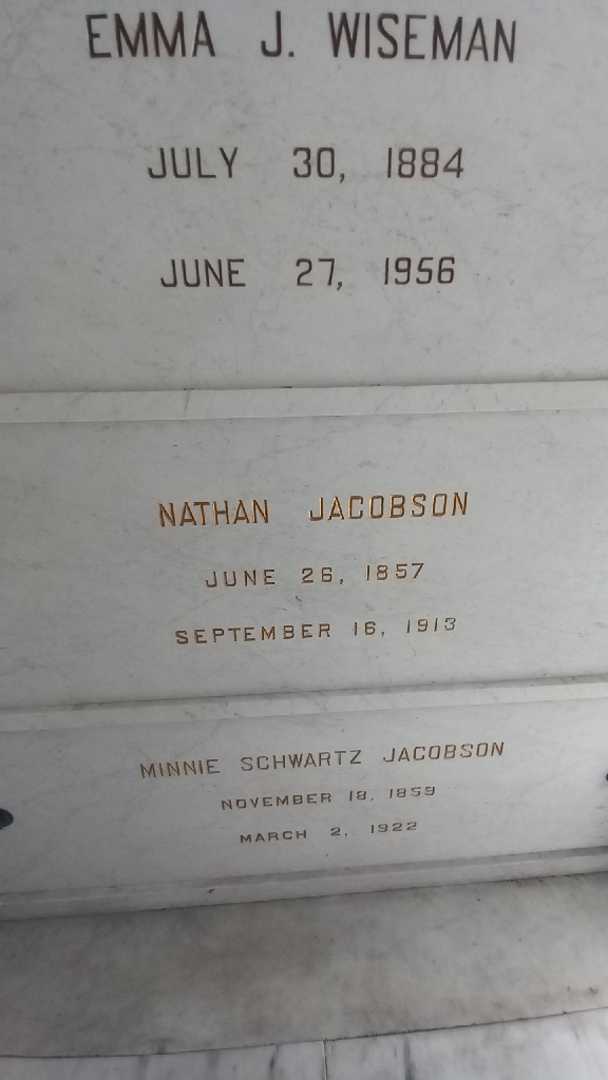 EMMA J. WISEMAN
JULY 30, 1884
JUNE 27, 1956
NATHAN JACOBSON
JUNE 26, 1857
SEPTEMBER 16, 1913
MINNIE SCHWARTZ JACOBSON
NOVEMBER 18, 1859
MARCH 2, 1922